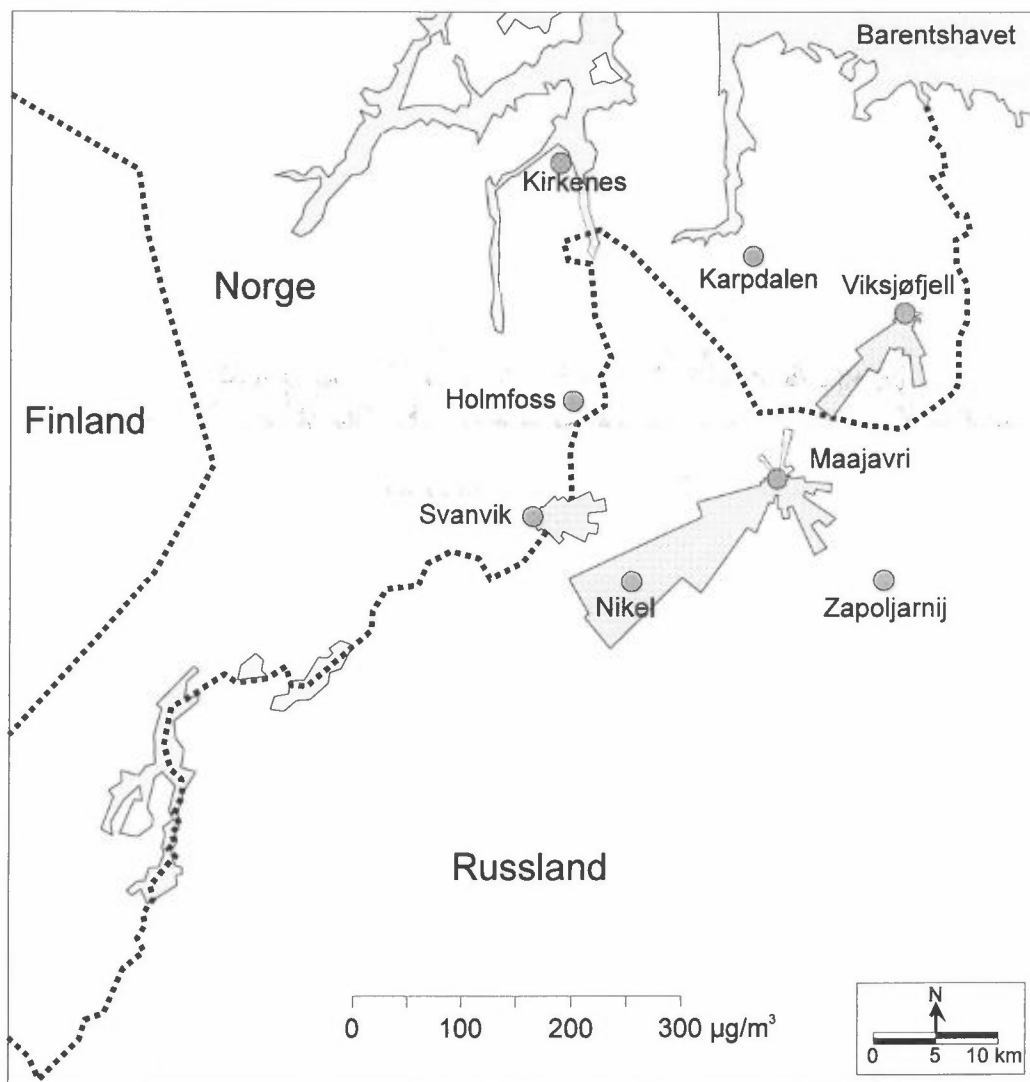 Barentshavet
Kirkenes
Karpdalen
Norge
Viksjøfjell
Holmfoss
Finland
Maajavri
Svanvik
Nikel
Zapoljarnij
Russland
0 100 200 300 µg/m³
N
0 5 10 km